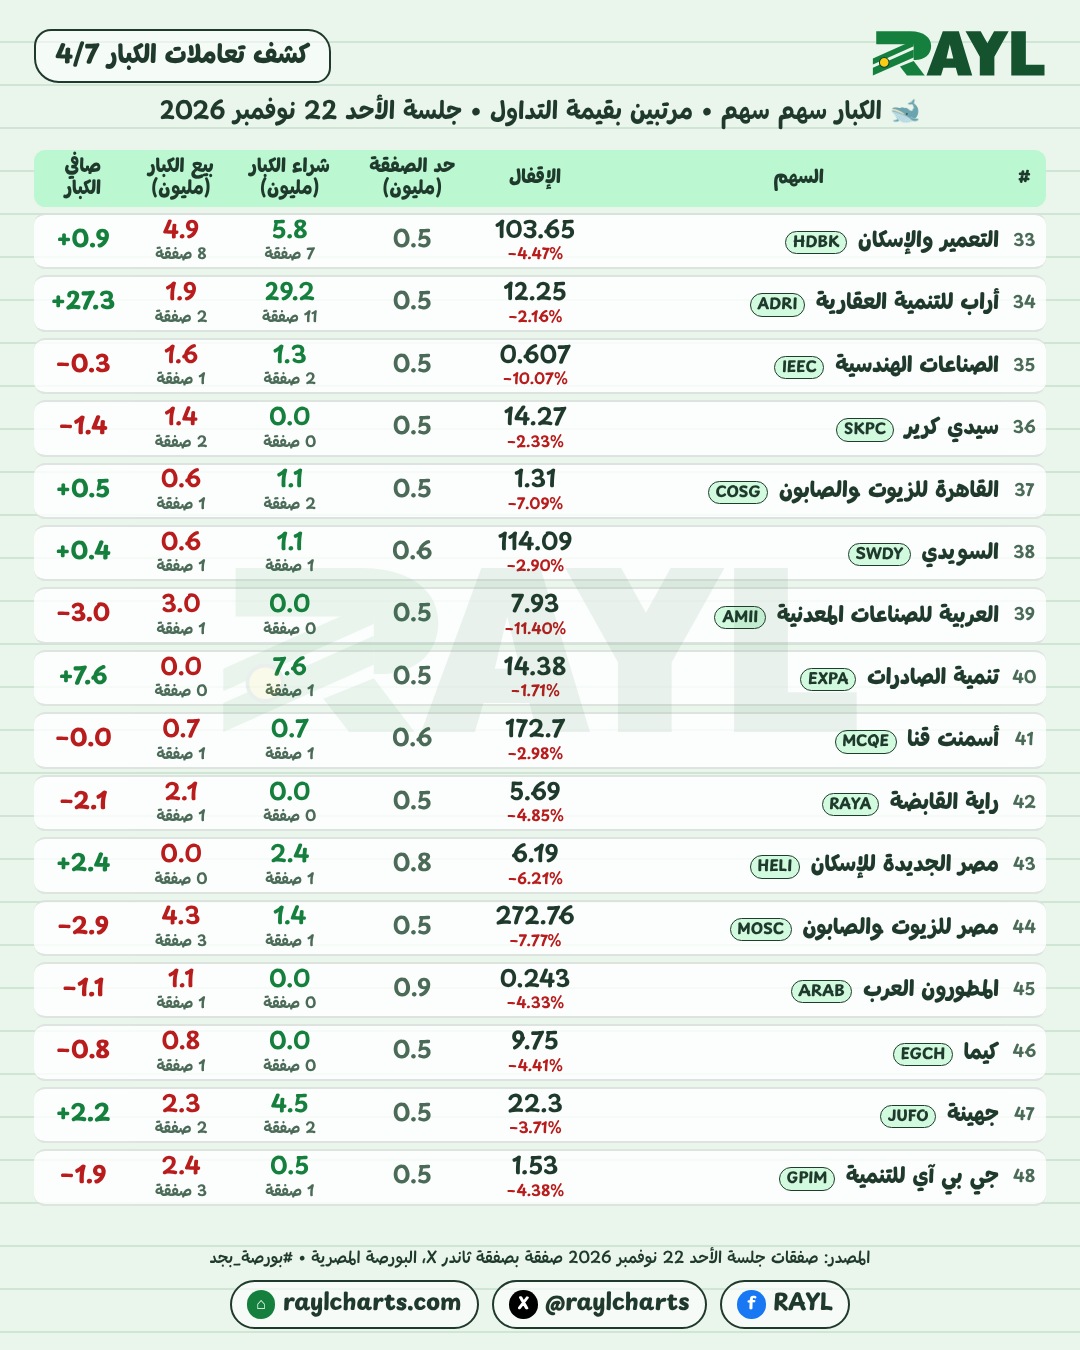 RAYL
كشف تعاملات الكبار 4/7
🐋 الكبار سهم سهم • مرتبين بقيمة التداول • جلسة الأحد 22 نوفمبر 2026
# السهم الإقفال حد الصفقة (مليون) شراء الكبار (مليون) بيع الكبار (مليون) صافي الكبار
33 التعمير والإسكان HDBK 103.65 −4.47% 0.5 5.8 7 صفقة 4.9 8 صفقة +0.9
34 أراب للتنمية العقارية ADRI 12.25 −2.16% 0.5 29.2 11 صفقة 1.9 2 صفقة +27.3
35 الصناعات الهندسية IEEC 0.607 −10.07% 0.5 1.3 2 صفقة 1.6 1 صفقة −0.3
36 سيدي كرير SKPC 14.27 −2.33% 0.5 0.0 0 صفقة 1.4 2 صفقة −1.4
37 القاهرة للزيوت والصابون COSG 1.31 −7.09% 0.5 1.1 2 صفقة 0.6 1 صفقة +0.5
38 السويدي SWDY 114.09 −2.90% 0.6 1.1 1 صفقة 0.6 1 صفقة +0.4
39 العربية للصناعات المعدنية AMII 7.93 −11.40% 0.5 0.0 0 صفقة 3.0 1 صفقة −3.0
40 تنمية الصادرات EXPA 14.38 −1.71% 0.5 7.6 1 صفقة 0.0 0 صفقة +7.6
41 أسمنت قنا MCQE 172.7 −2.98% 0.6 0.7 1 صفقة 0.7 1 صفقة −0.0
42 راية القابضة RAYA 5.69 −4.85% 0.5 0.0 0 صفقة 2.1 1 صفقة −2.1
43 مصر الجديدة للإسكان HELI 6.19 −6.21% 0.8 2.4 1 صفقة 0.0 0 صفقة +2.4
44 مصر للزيوت والصابون MOSC 272.76 −7.77% 0.5 1.4 1 صفقة 4.3 3 صفقة −2.9
45 المطورون العرب ARAB 0.243 −4.33% 0.9 0.0 0 صفقة 1.1 1 صفقة −1.1
46 كيما EGCH 9.75 −4.41% 0.5 0.0 0 صفقة 0.8 1 صفقة −0.8
47 جهينة JUFO 22.3 −3.71% 0.5 4.5 2 صفقة 2.3 2 صفقة +2.2
48 جي بي آي للتنمية GPIM 1.53 −4.38% 0.5 0.5 1 صفقة 2.4 3 صفقة −1.9
المصدر: صفقات جلسة الأحد 22 نوفمبر 2026 صفقة بصفقة ثاندر X، البورصة المصرية • #بورصة_بجد
RAYL @raylcharts raylcharts.com